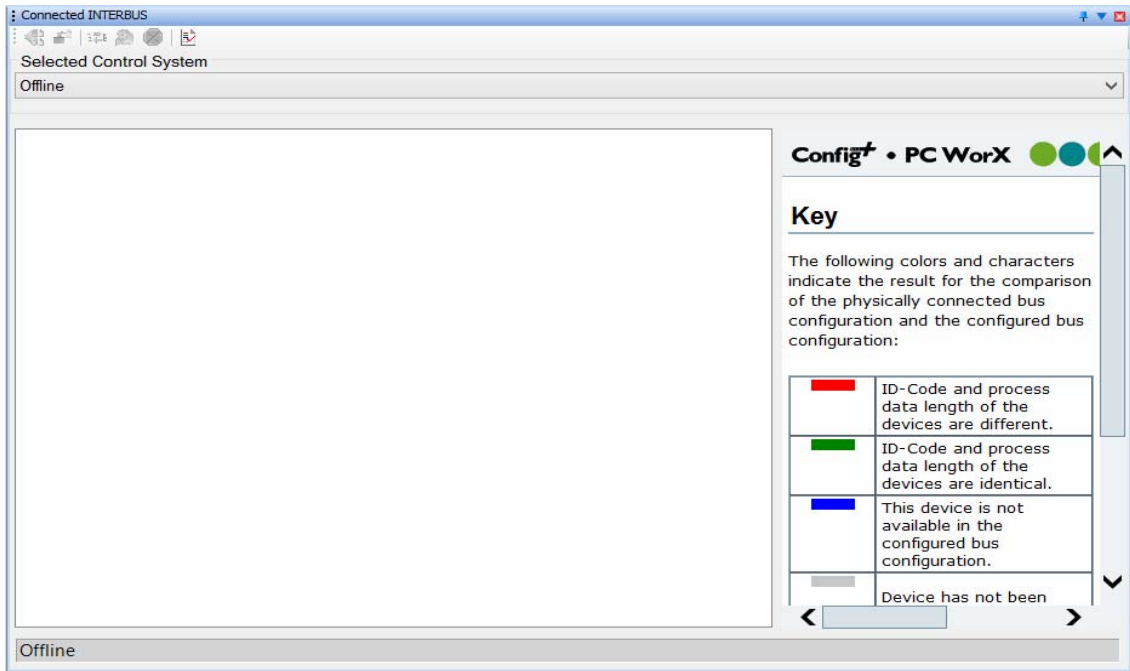 Connected INTERBUS
Selected Control System
Offline
Config+ • PC WorX
Key
The following colors and characters
indicate the result for the comparison
of the physically connected bus
configuration and the configured bus
configuration:
ID-Code and process
data length of the
devices are different.
ID-Code and process
data length of the
devices are identical.
This device is not
available in the
configured bus
configuration.
Device has not been
Offline